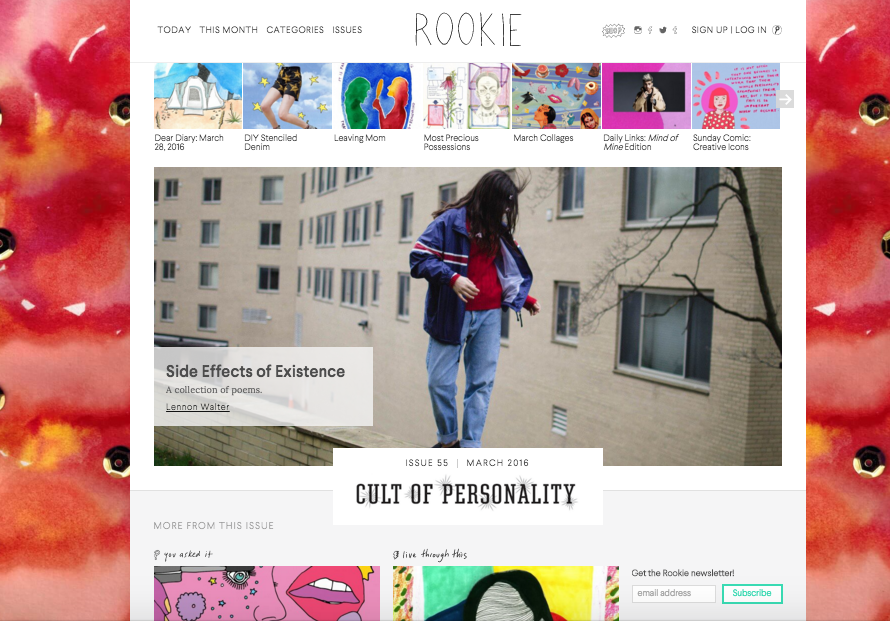 TODAY THIS MONTH CATEGORIES ISSUES
ROOKIE
SHOP
SIGN UP | LOG IN
Dear Diary: March
28, 2016
DIY Stenciled
Denim
Leaving Mom
Most Precious
Possessions
March Collages
Daily Links: Mind of
Mine Edition
Sunday Comic:
Creative Icons
Side Effects of Existence
A collection of poems.
Lennon Walter
ISSUE 55 | MARCH 2016
CULT OF PERSONALITY
MORE FROM THIS ISSUE
you asked it
live through this
Get the Rookie newsletter!
email address
Subscribe